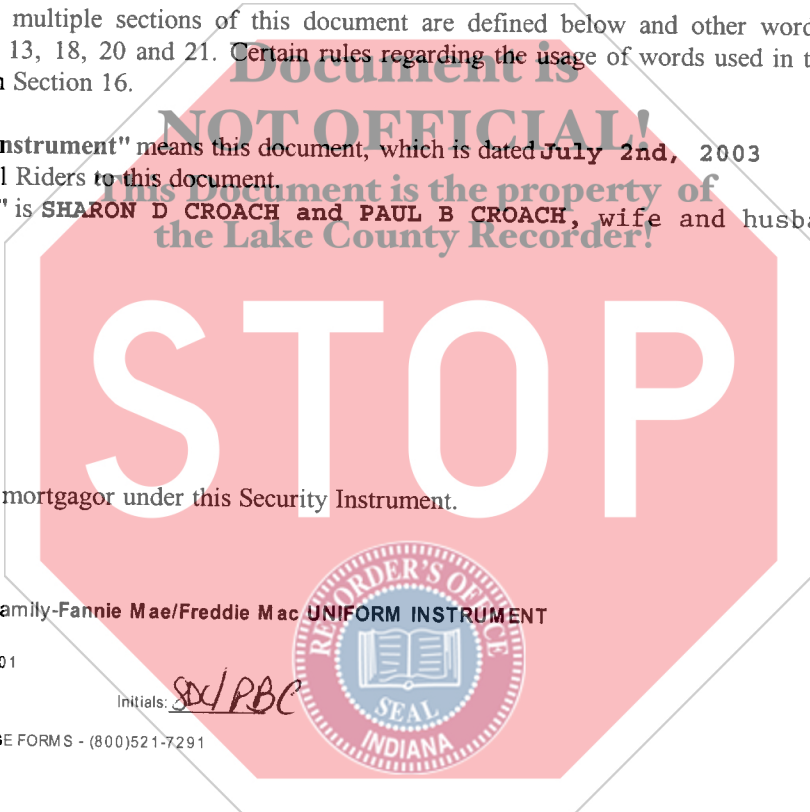 multiple sections of this document are defined below and other word
13, 18, 20 and 21. Certain rules regarding the usage of words used in t
Section 16.
Document is
NOT OFFICIAL!
nstrument" means this document, which is dated July 2nd, 2003
l Riders to this document.
This Document is the property of
" is SHARON D CROACH and PAUL B CROACH, wife and husba
the Lake County Recorder!
STOP
mortgagor under this Security Instrument.
amily-Fannie Mae/Freddie Mac UNIFORM INSTRUMENT
01
Initials: SDC/PBC
GE FORMS - (800)521-7291
RECORDER'S OFFICE
SEAL
INDIANA